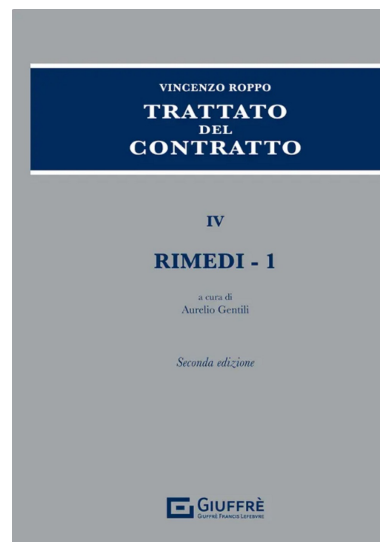 VINCENZO ROPPO
TRATTATO
DEL
CONTRATTO
IV
RIMEDI - 1
a cura di
Aurelio Gentili
Seconda edizione
GIUFFRÈ
GIUFFRÈ FRANCIS LEFEBVRE